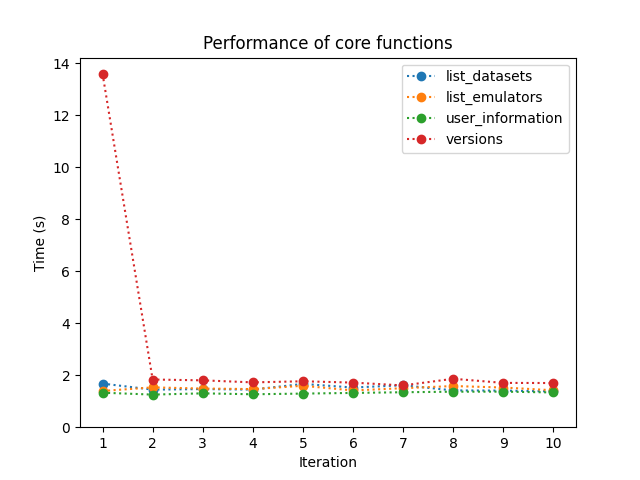 Performance of core functions
14
12
10
8
6
4
2
0
Time (s)
list_datasets
list_emulators
user_information
versions
1 2 3 4 5 6 7 8 9 10
Iteration